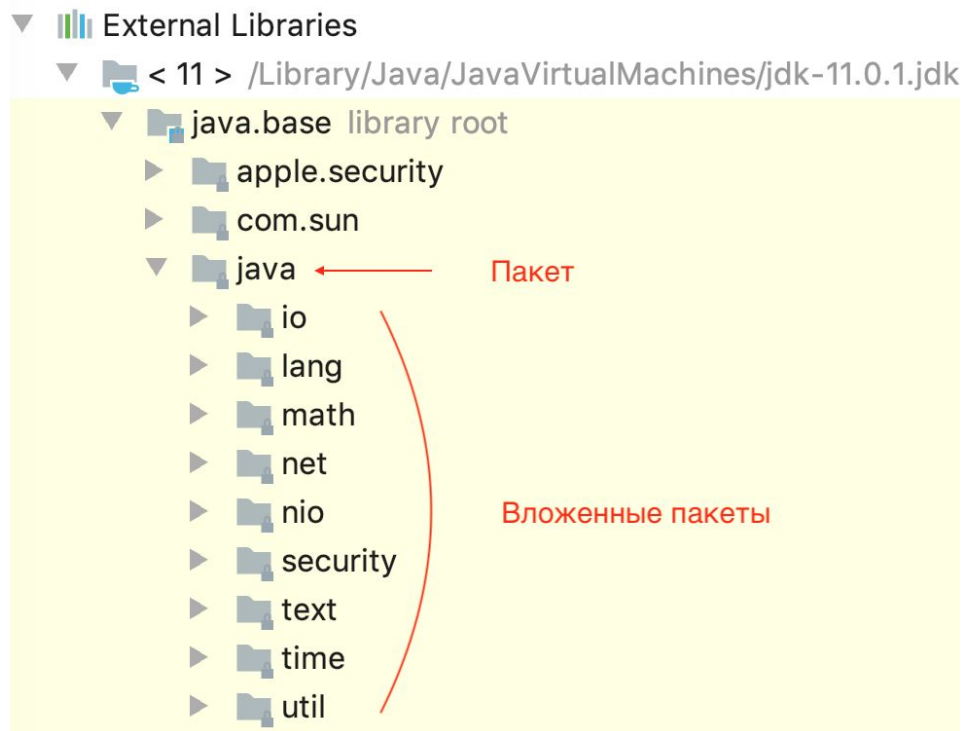 External Libraries
< 11 > /Library/Java/JavaVirtualMachines/jdk-11.0.1.jdk
java.base library root
apple.security
com.sun
java Пакет
io
lang
math
net
nio Вложенные пакеты
security
text
time
util